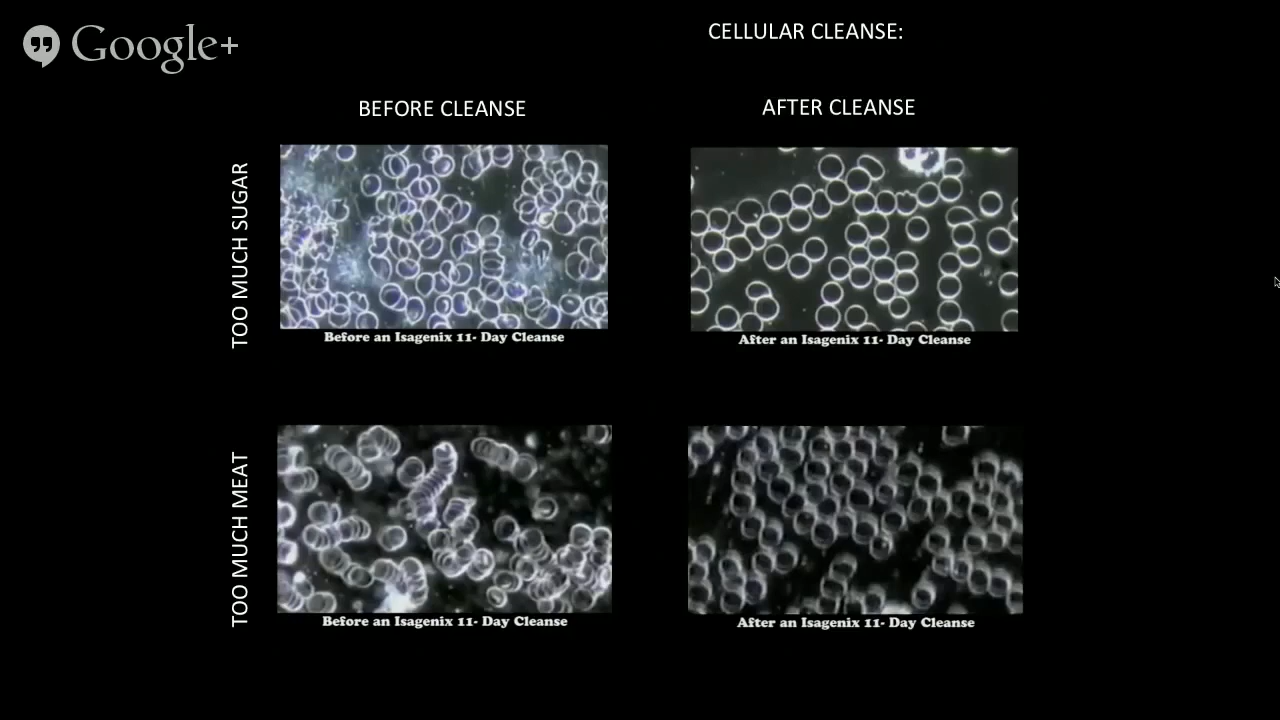 Google+
CELLULAR CLEANSE:
BEFORE CLEANSE
AFTER CLEANSE
TOO MUCH SUGAR
Before an Isagenix 11- Day Cleanse
After an Isagenix 11- Day Cleanse
TOO MUCH MEAT
Before an Isagenix 11- Day Cleanse
After an Isagenix 11- Day Cleanse